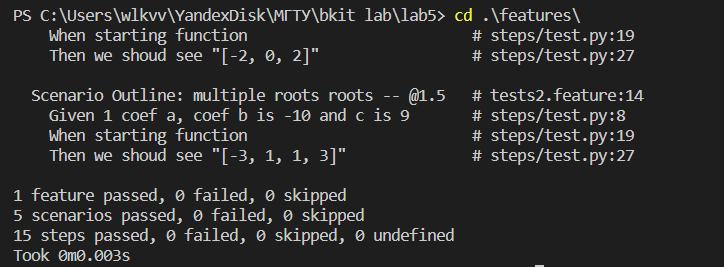 PS C:\Users\wlkvv\YandexDisk\МГТУ\bkit lab\lab5> cd .\features\
When starting function # steps/test.py:19
Then we shoud see "[-2, 0, 2]" # steps/test.py:27
Scenario Outline: multiple roots roots -- @1.5 # tests2.feature:14
Given 1 coef a, coef b is -10 and c is 9 # steps/test.py:8
When starting function # steps/test.py:19
Then we shoud see "[-3, 1, 1, 3]" # steps/test.py:27
1 feature passed, 0 failed, 0 skipped
5 scenarios passed, 0 failed, 0 skipped
15 steps passed, 0 failed, 0 skipped, 0 undefined
Took 0m0.003s